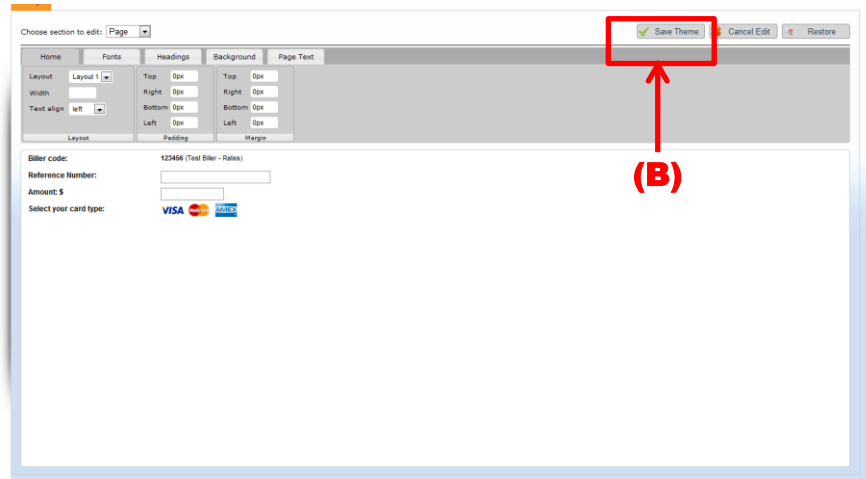 Choose section to edit: Page Save Theme Cancel Edit Restore
Home Fonts Headings Background Page Text
Layout Layout 1 Top 0px Top 0px
Width Right 0px Right 0px
Text align left Bottom 0px Bottom 0px
Left 0px Left 0px
Layout Padding Margin
Biller code: 123456 (Test Biller - Rates)
Reference Number:
(B)
Amount: $
Select your card type: VISA MasterCard AMEX